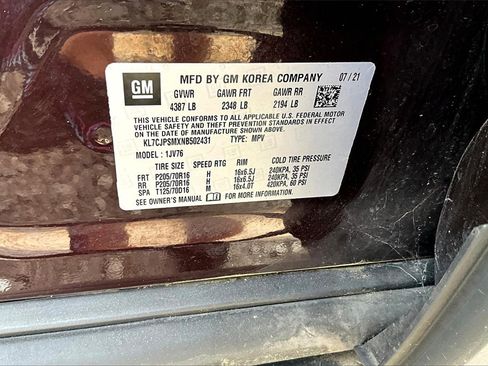 GM MFD BY GM KOREA COMPANY 07/21
GVWR GAWR FRT GAWR RR
4387 LB 2348 LB 2194 LB
THIS VEHICLE CONFORMS TO ALL APPLICABLE U.S. FEDERAL MOTOR
VEHICLE SAFETY, BUMPER, AND THEFT PREVENTION STANDARDS IN EFFECT
ON THE DATE OF MANUFACTURE SHOWN ABOVE.
KL7CJPSMXNB502431 TYPE: MPV
MODEL: 1JV76
TIRE SIZE SPEED RTG RIM COLD TIRE PRESSURE
FRT P205/70R16 H 16x6.5J 240KPA, 35 PSI
RR P205/70R16 H 16x6.5J 240KPA, 35 PSI
SPA T125/70D16 M 16x4.0T 420KPA, 60 PSI
SEE OWNER'S MANUAL FOR MORE INFORMATION.